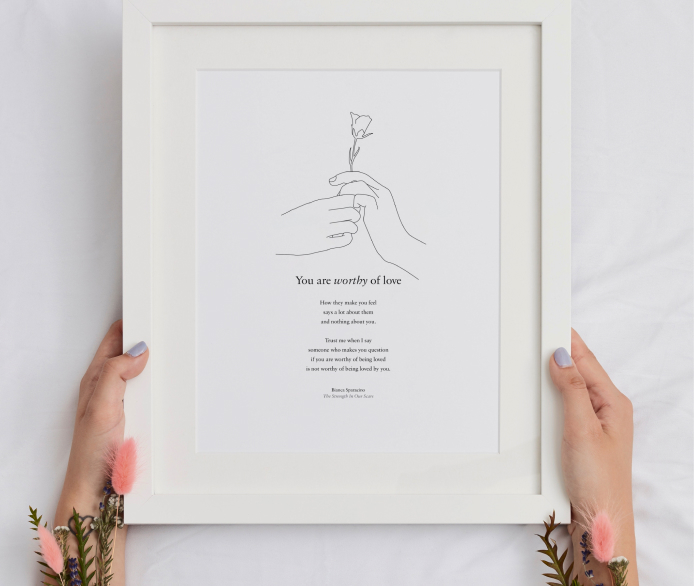 You are worthy of love
How they make you feel
says a lot about them
and nothing about you.
Trust me when I say
someone who makes you question
if you are worthy of being loved
is not worthy of being loved by you.
Bianca Sparacino
The Strength In Our Scars